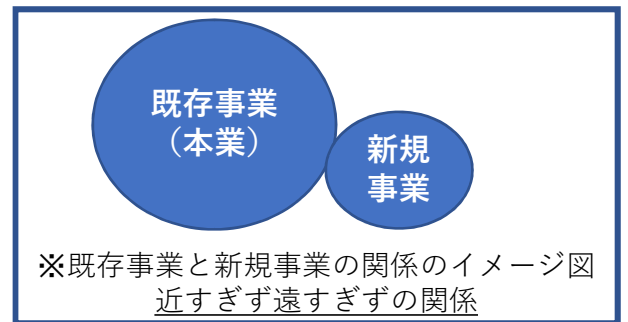 既存事業
（本業）
新規
事業
※既存事業と新規事業の関係のイメージ図
近すぎず遠すぎずの関係